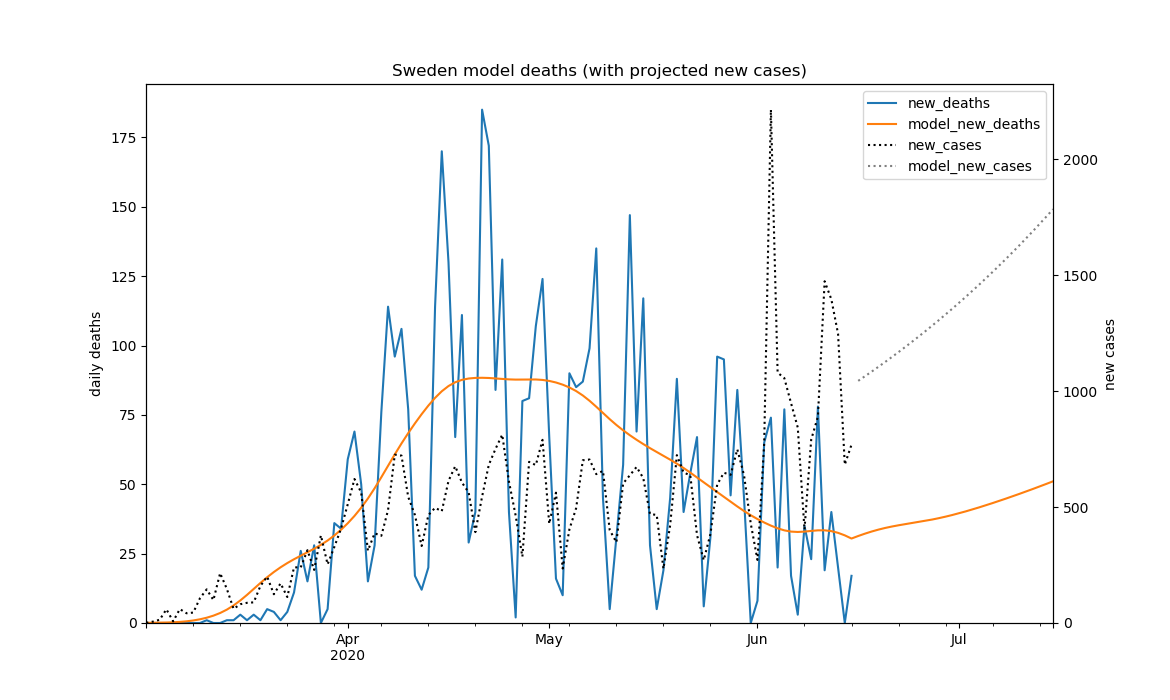 Sweden model deaths (with projected new cases)
new_deaths
model_new_deaths
new_cases
model_new_cases
daily deaths
175
150
125
100
75
50
25
0
2000
1500
1000
500
0
new cases
Apr
2020
May
Jun
Jul